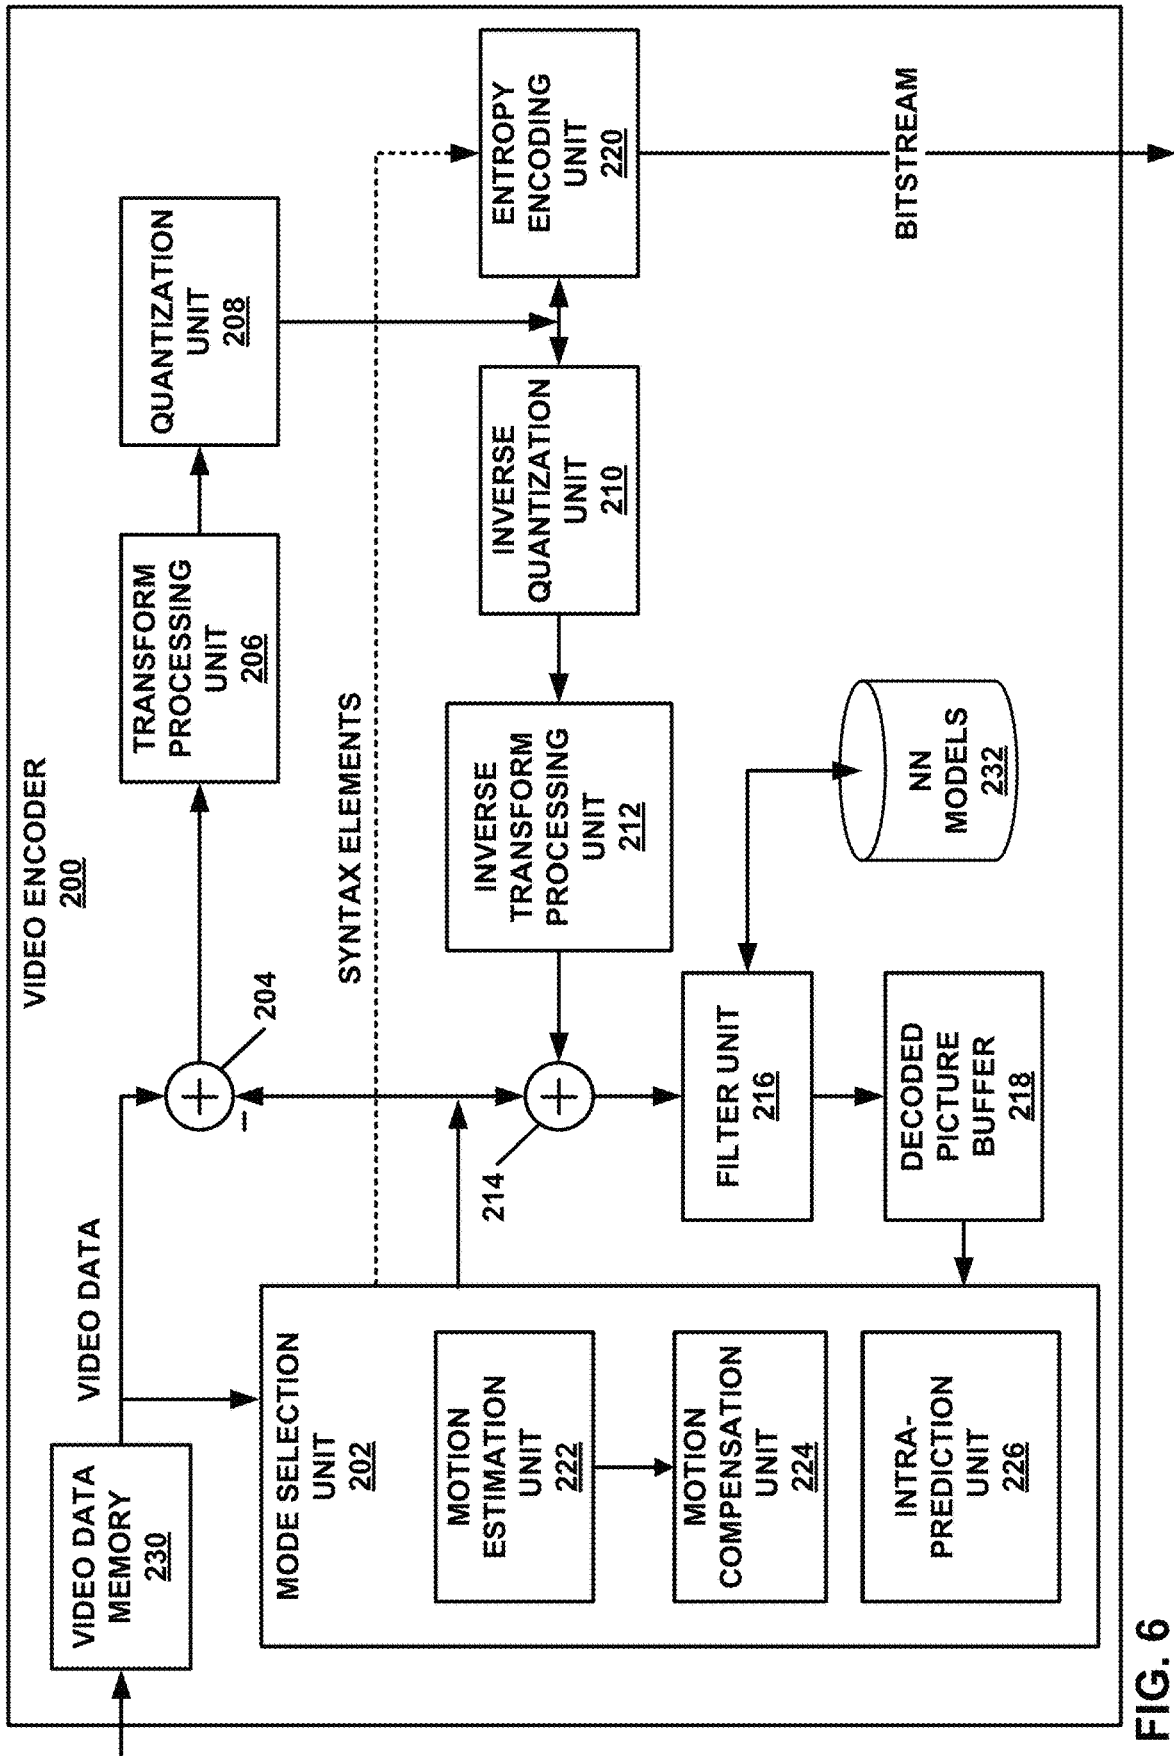 VIDEO ENCODER
200
VIDEO DATA
MEMORY
230
VIDEO DATA
204
TRANSFORM
PROCESSING
UNIT
206
QUANTIZATION
UNIT
208
SYNTAX ELEMENTS
MODE SELECTION
UNIT
202
MOTION
ESTIMATION
UNIT
222
MOTION
COMPENSATION
UNIT
224
INTRA-
PREDICTION
UNIT
226
214
INVERSE
TRANSFORM
PROCESSING
UNIT
212
INVERSE
QUANTIZATION
UNIT
210
ENTROPY
ENCODING
UNIT
220
FILTER UNIT
216
NN
MODELS
232
DECODED
PICTURE
BUFFER
218
BITSTREAM
FIG. 6